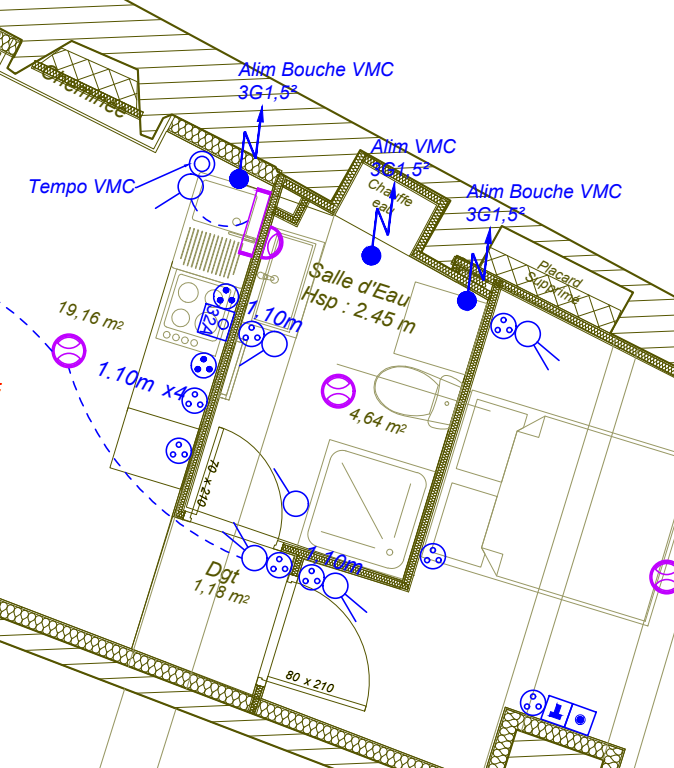 Alim Bouche VMC
3G1,5²
Cheminée
Alim VMC
3G1,5²
Chauffe
eau
Tempo VMC
Alim Bouche VMC
3G1,5²
Placard
Supprimé
Salle d'Eau
Hsp : 2.45 m
19,16 m²
32A
1,10m
1.10m x4
4,64 m²
70 x 210
1,10m
Dgt
1,18 m²
80 x 210